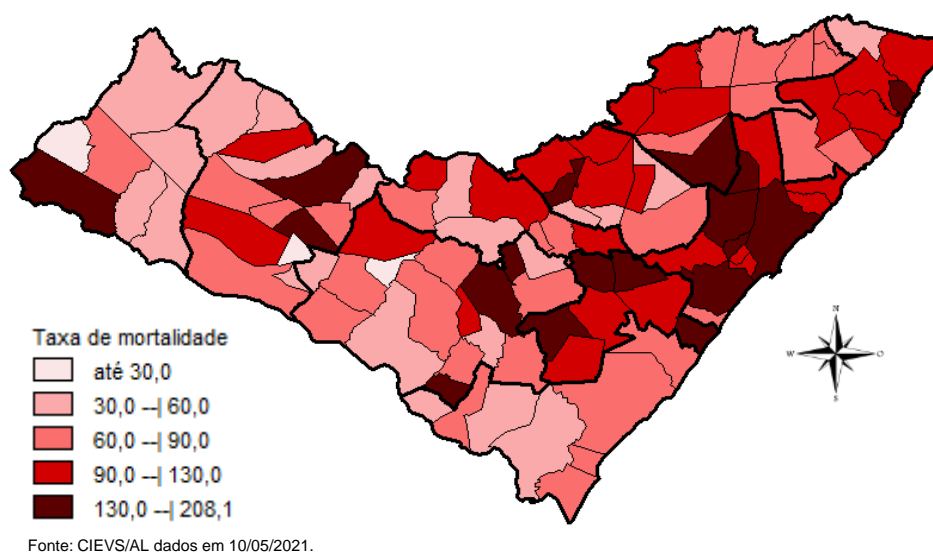 Taxa de mortalidade
até 30,0
30,0 --| 60,0
60,0 --| 90,0
90,0 --| 130,0
130,0 --| 208,1
N
W
O
S
Fonte: CIEVS/AL dados em 10/05/2021.